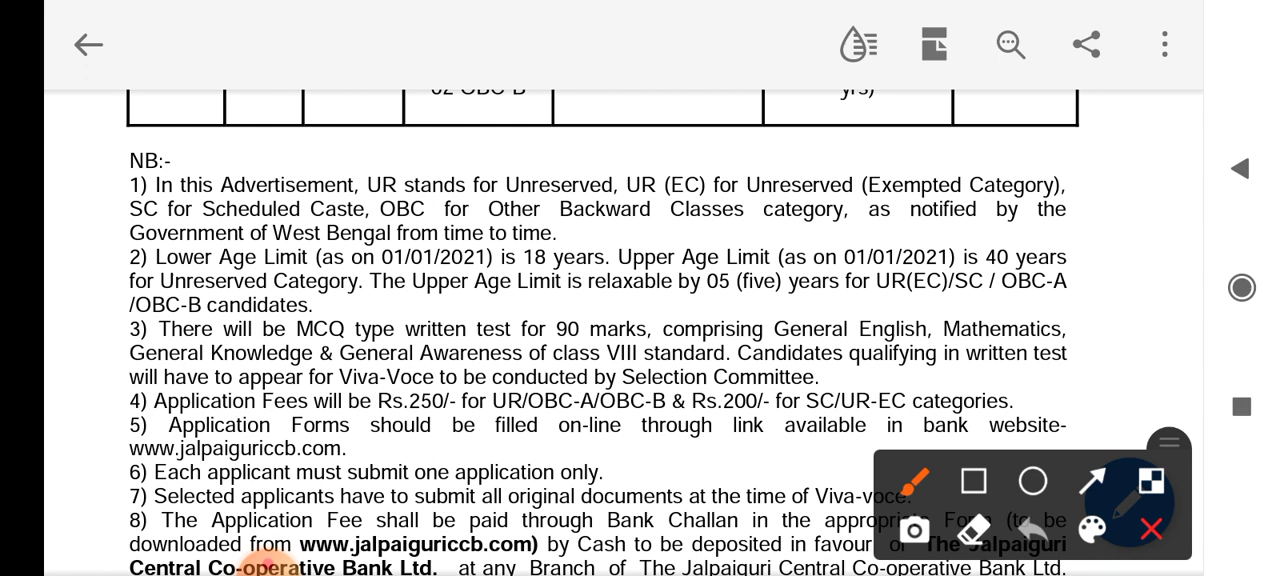 02 OBC-B yrs)
NB:-
1) In this Advertisement, UR stands for Unreserved, UR (EC) for Unreserved (Exempted Category),
SC for Scheduled Caste, OBC for Other Backward Classes category, as notified by the
Government of West Bengal from time to time.
2) Lower Age Limit (as on 01/01/2021) is 18 years. Upper Age Limit (as on 01/01/2021) is 40 years
for Unreserved Category. The Upper Age Limit is relaxable by 05 (five) years for UR(EC)/SC / OBC-A
/OBC-B candidates.
3) There will be MCQ type written test for 90 marks, comprising General English, Mathematics,
General Knowledge & General Awareness of class VIII standard. Candidates qualifying in written test
will have to appear for Viva-Voce to be conducted by Selection Committee.
4) Application Fees will be Rs.250/- for UR/OBC-A/OBC-B & Rs.200/- for SC/UR-EC categories.
5) Application Forms should be filled on-line through link available in bank website-
www.jalpaiguriccb.com.
6) Each applicant must submit one application only.
7) Selected applicants have to submit all original documents at the time of Viva-voce.
8) The Application Fee shall be paid through Bank Challan in the appropriate Form (to be
downloaded from www.jalpaiguriccb.com) by Cash to be deposited in favour of The Jalpaiguri
Central Co-operative Bank Ltd. at any Branch of The Jalpaiguri Central Co-operative Bank Ltd.